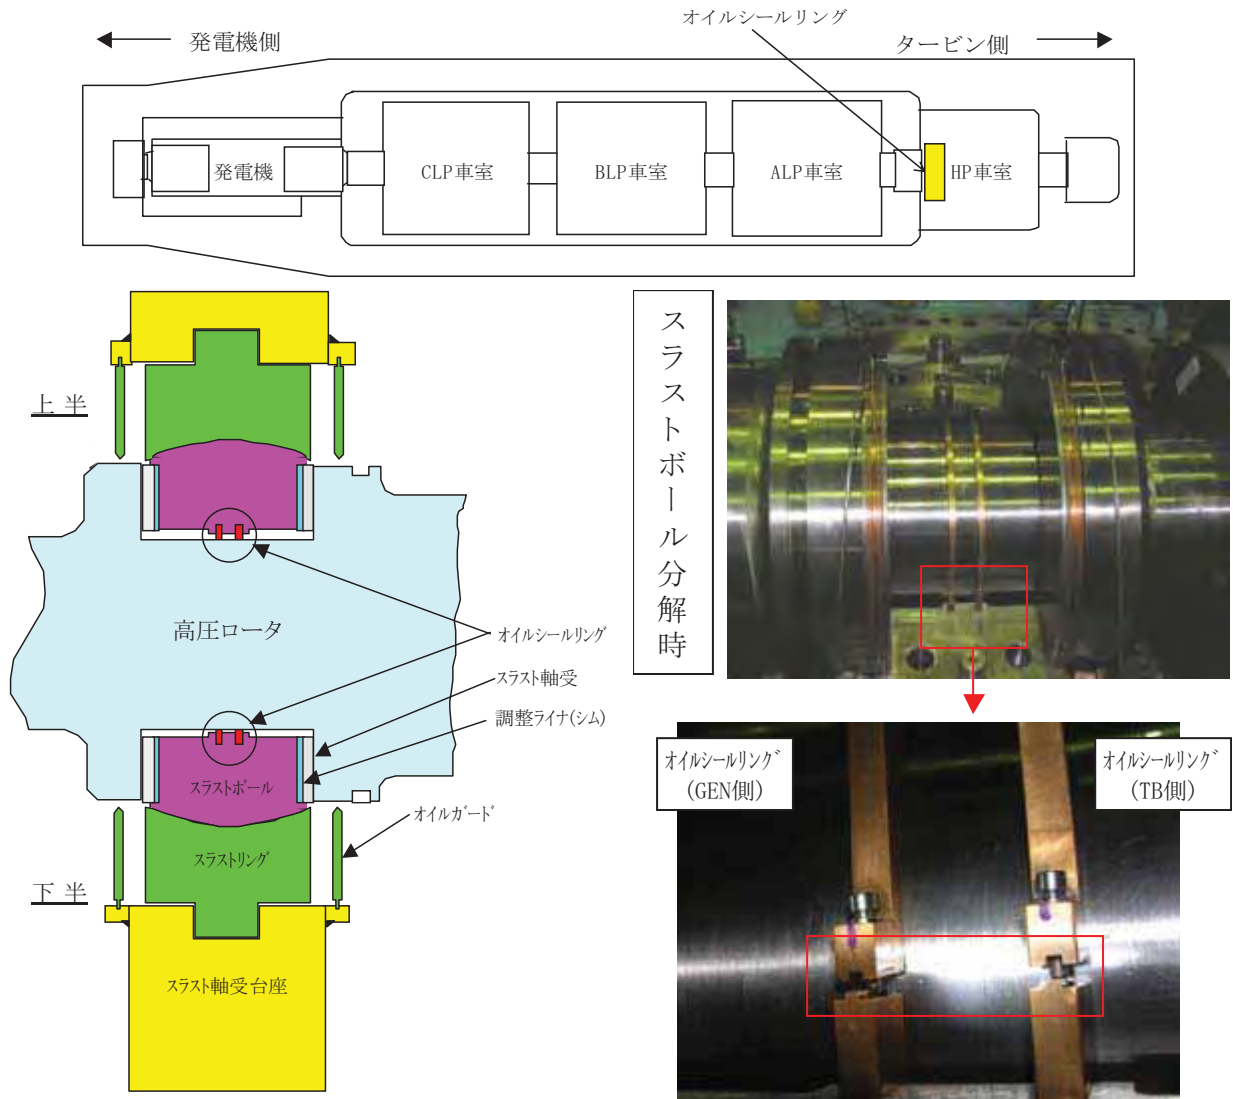 オイルシールリング
発電機側
タービン側
発電機
CLP車室
BLP車室
ALP車室
HP車室
上 半
高圧ロータ
オイルシールリング
スラスト軸受
調整ライナ(シム)
スラストボール
オイルガード
スラストリング
下 半
スラスト軸受台座
スラストボール分解時
オイルシールリング
(GEN側)
オイルシールリング
(TB側)